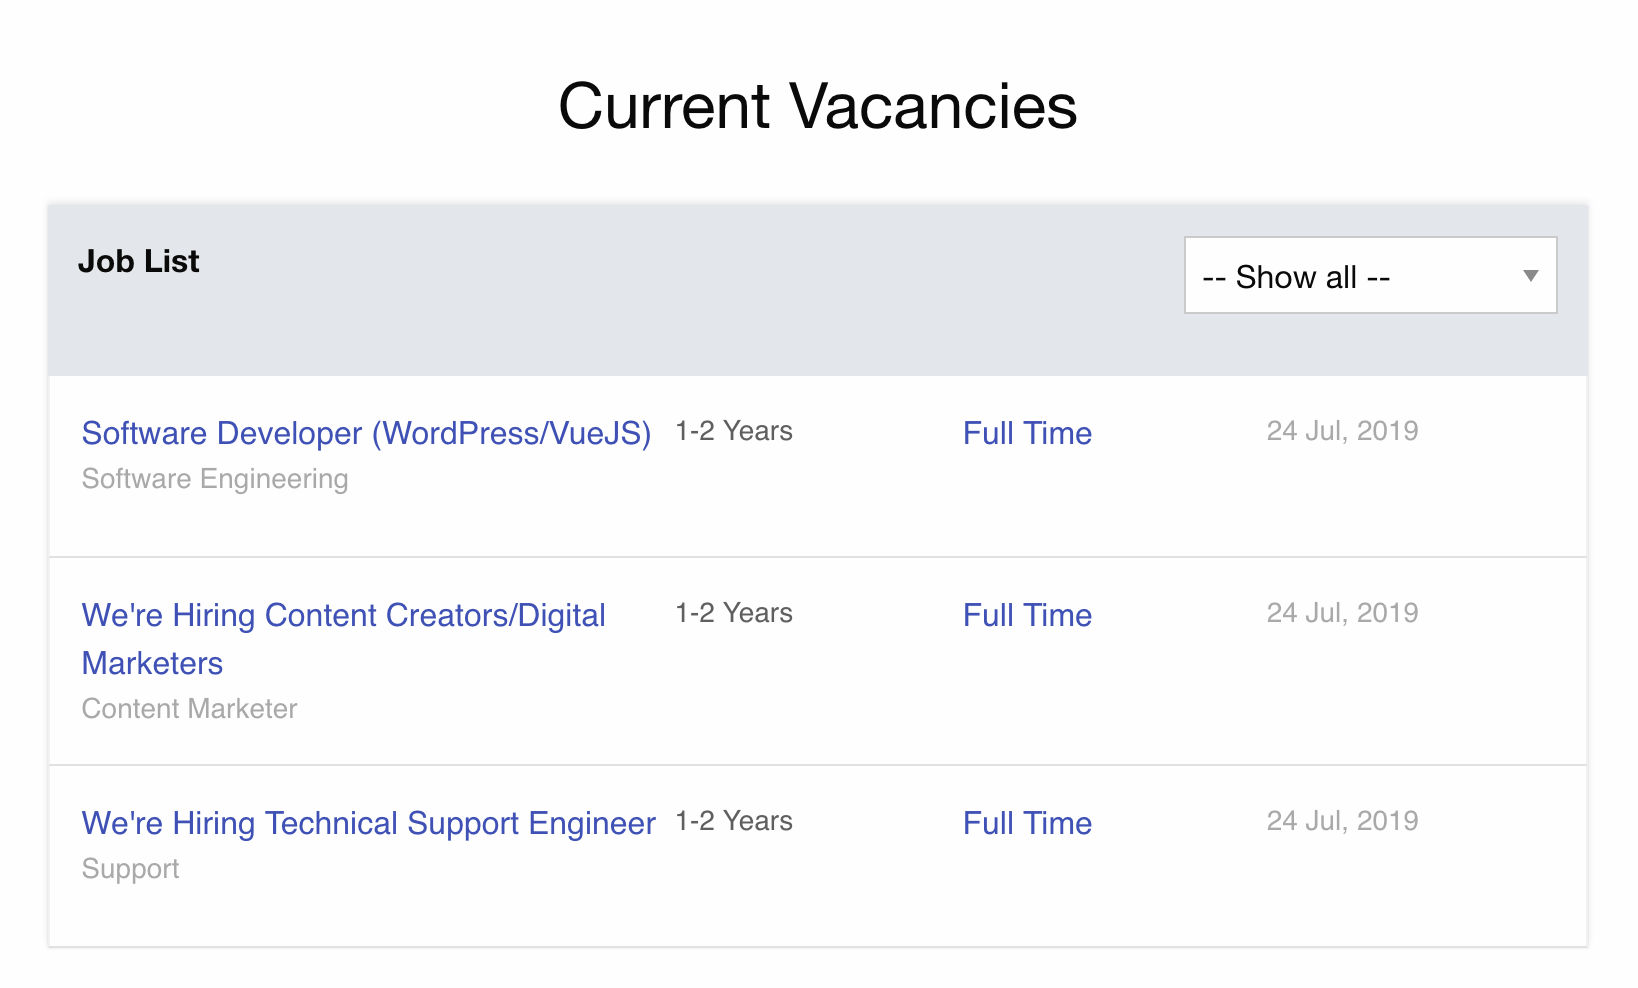 Current Vacancies
Job List
-- Show all --
Software Developer (WordPress/VueJS) 1-2 Years Full Time 24 Jul, 2019
Software Engineering
We're Hiring Content Creators/Digital 1-2 Years Full Time 24 Jul, 2019
Marketers
Content Marketer
We're Hiring Technical Support Engineer 1-2 Years Full Time 24 Jul, 2019
Support